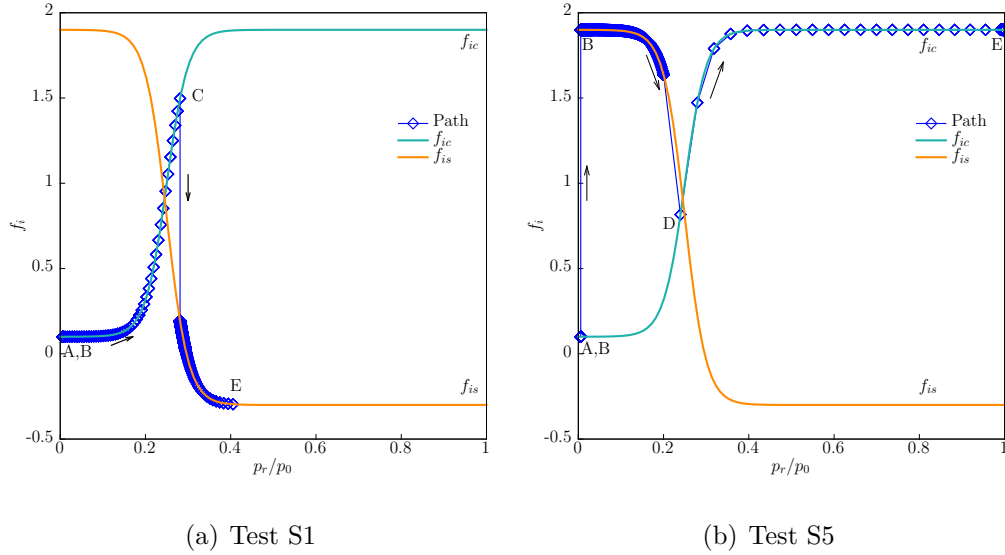 2
1.5
1
0.5
0
-0.5
f_i
0
0.2
0.4
0.6
0.8
1
p_r/p_0
f_ic
C
Path
f_ic
f_is
A,B
E
f_is
(a) Test S1
2
1.5
1
0.5
0
-0.5
f_i
0
0.2
0.4
0.6
0.8
1
p_r/p_0
B
f_ic
E
Path
f_ic
f_is
D
A,B
f_is
(b) Test S5